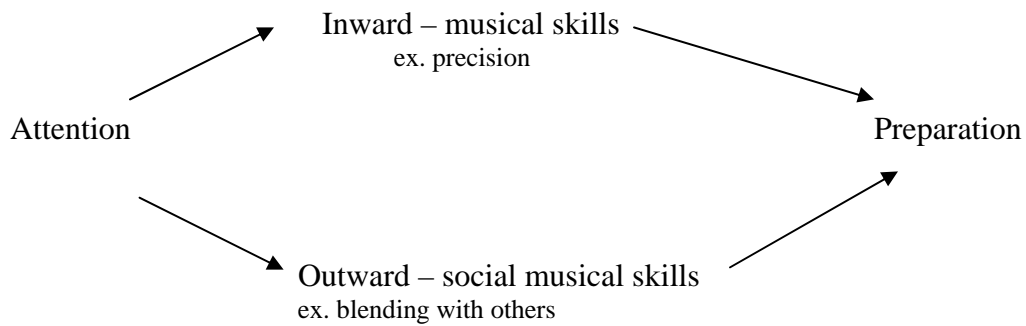 Inward – musical skills
ex. precision
Attention
Preparation
Outward – social musical skills
ex. blending with others